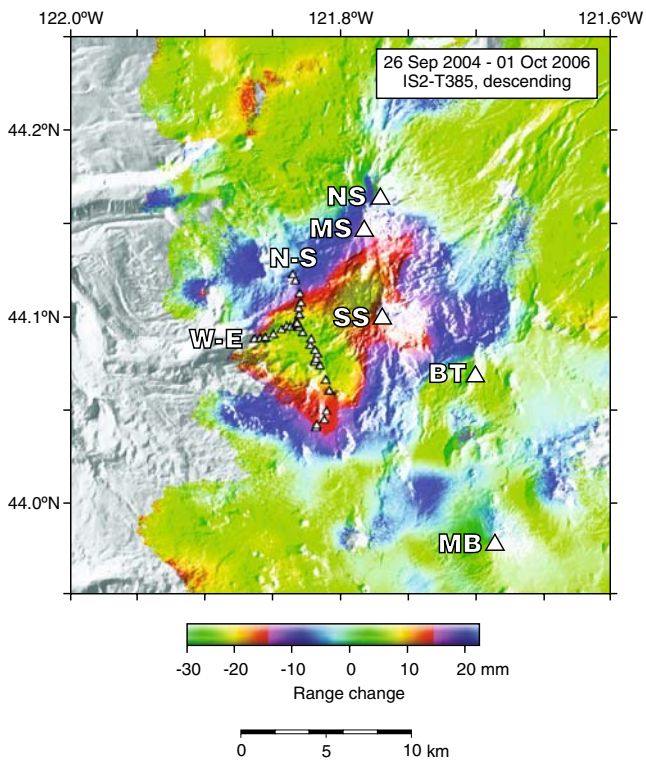 122.0ºW 121.8ºW 121.6ºW
26 Sep 2004 - 01 Oct 2006
IS2-T385, descending
44.2ºN
NS
MS
N-S
44.1ºN
SS
W-E
BT
44.0ºN
MB
-30 -20 -10 0 10 20 mm
Range change
0 5 10 km